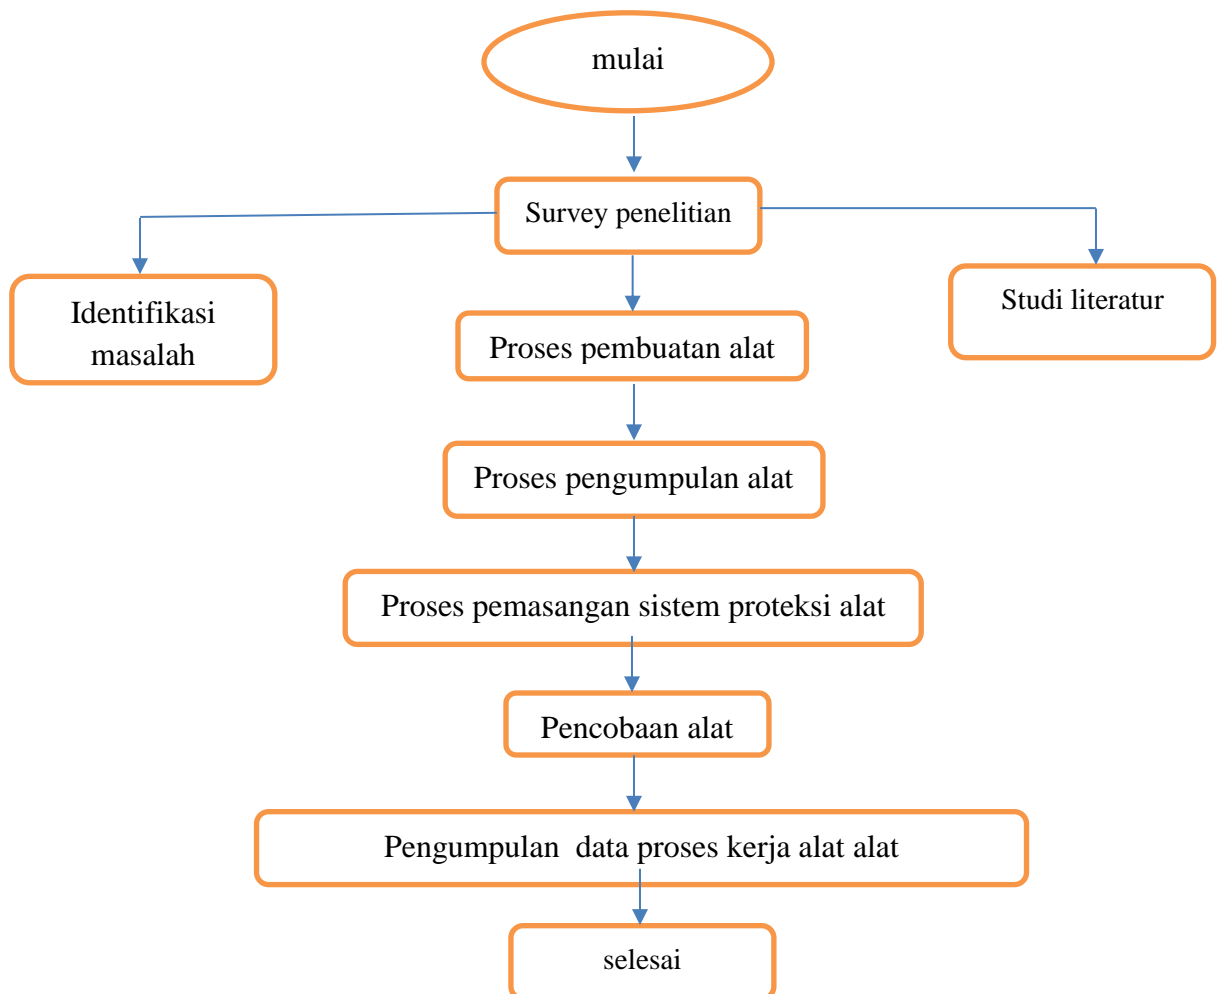 mulai
Survey penelitian
Identifikasi
masalah
Studi literatur
Proses pembuatan alat
Proses pengumpulan alat
Proses pemasangan sistem proteksi alat
Pencobaan alat
Pengumpulan  data proses kerja alat alat
selesai